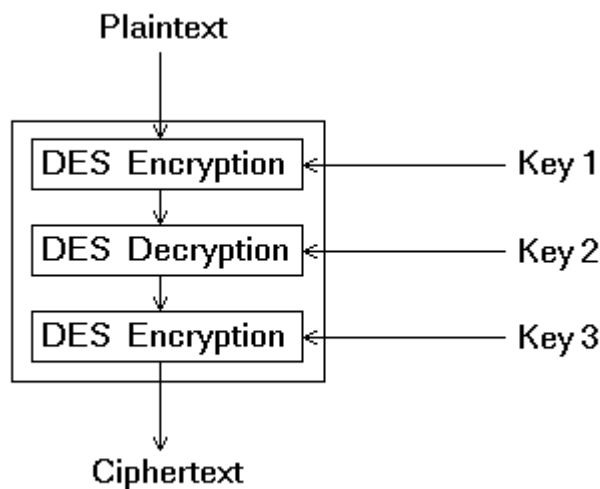 Plaintext
DES Encryption
Key 1
DES Decryption
Key 2
DES Encryption
Key 3
Ciphertext